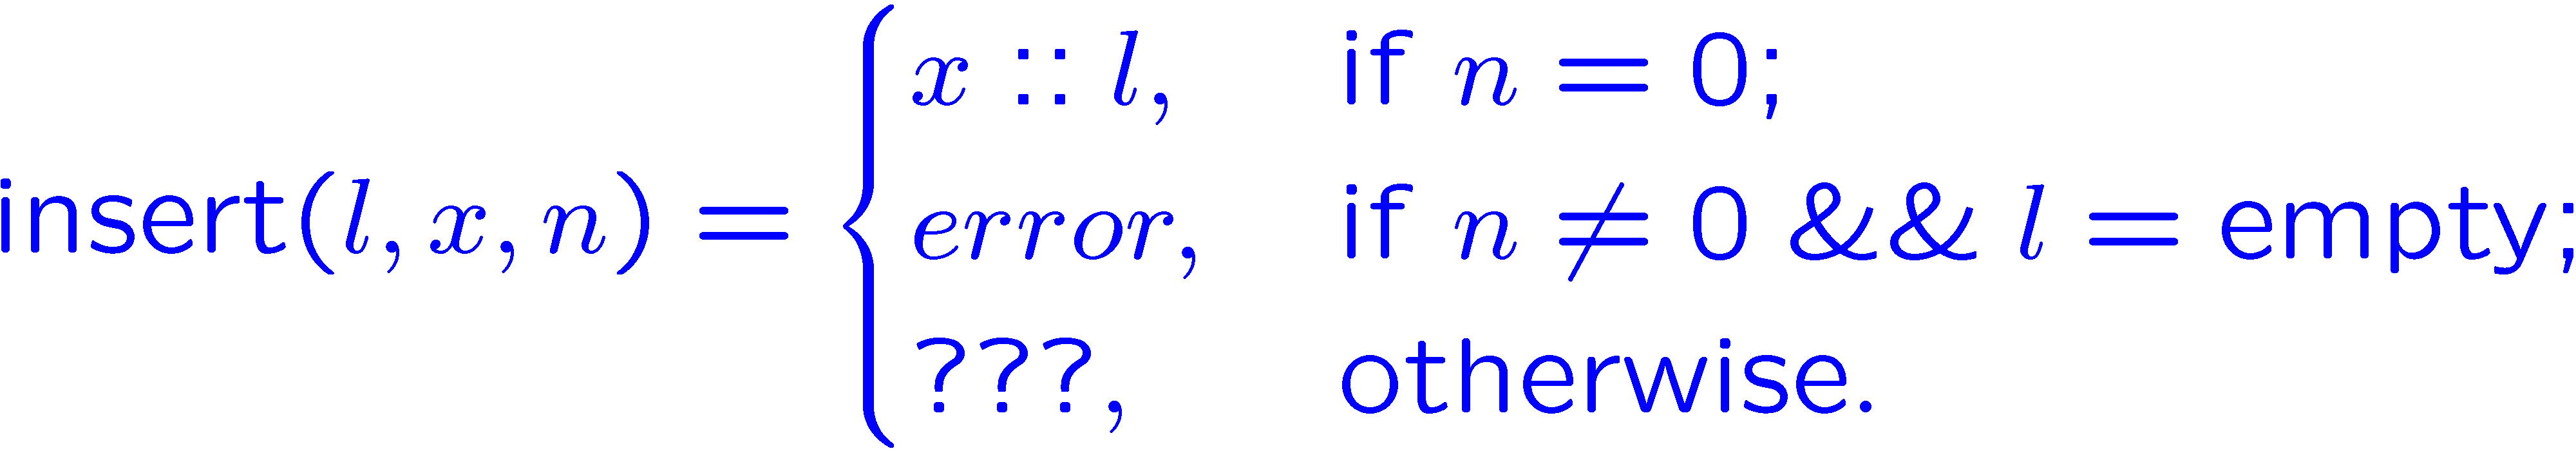 x :: l, if n = 0;
insert(l, x, n) = { error, if n ≠ 0 && l = empty;
???, otherwise.